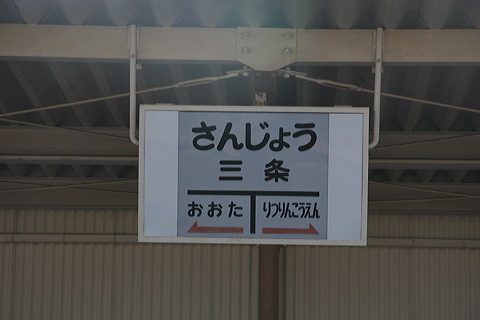 さんじょう
三条
おおた
りつりんこうえん